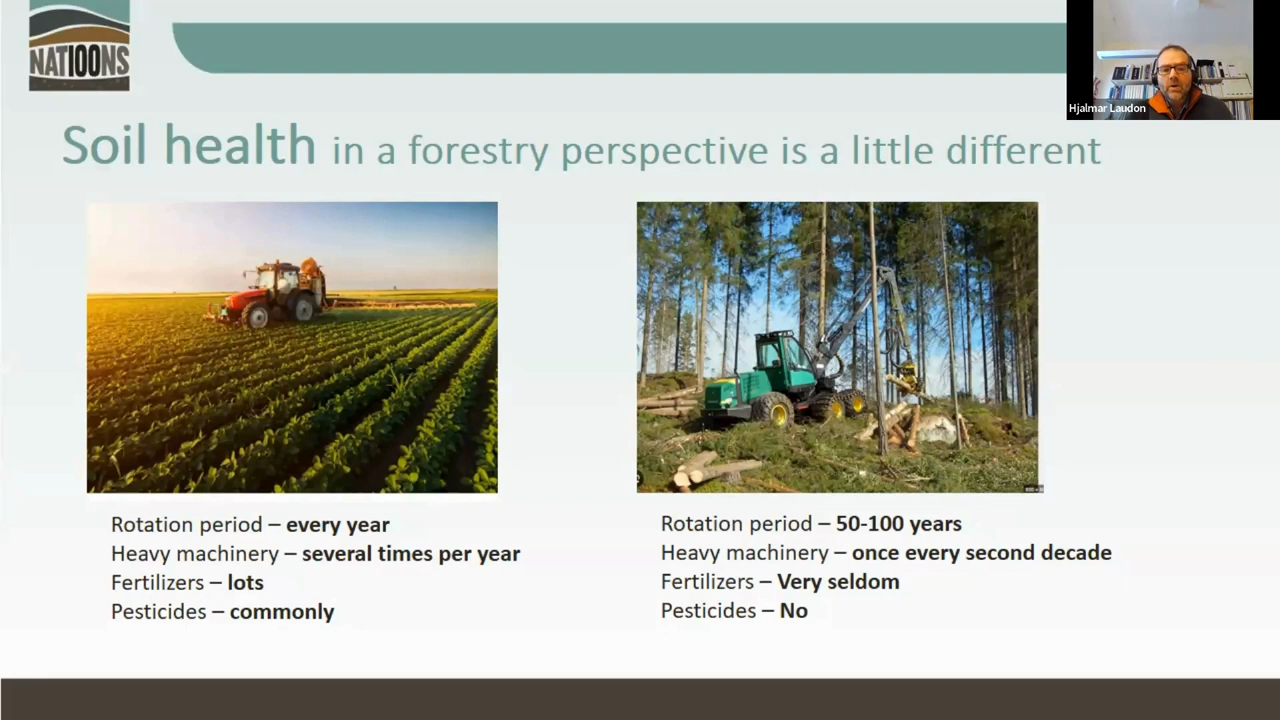 NATIOONS
Hjalmar Laudon
Soil health in a forestry perspective is a little different
Rotation period – every year
Heavy machinery – several times per year
Fertilizers – lots
Pesticides – commonly
Rotation period – 50-100 years
Heavy machinery – once every second decade
Fertilizers – Very seldom
Pesticides – No